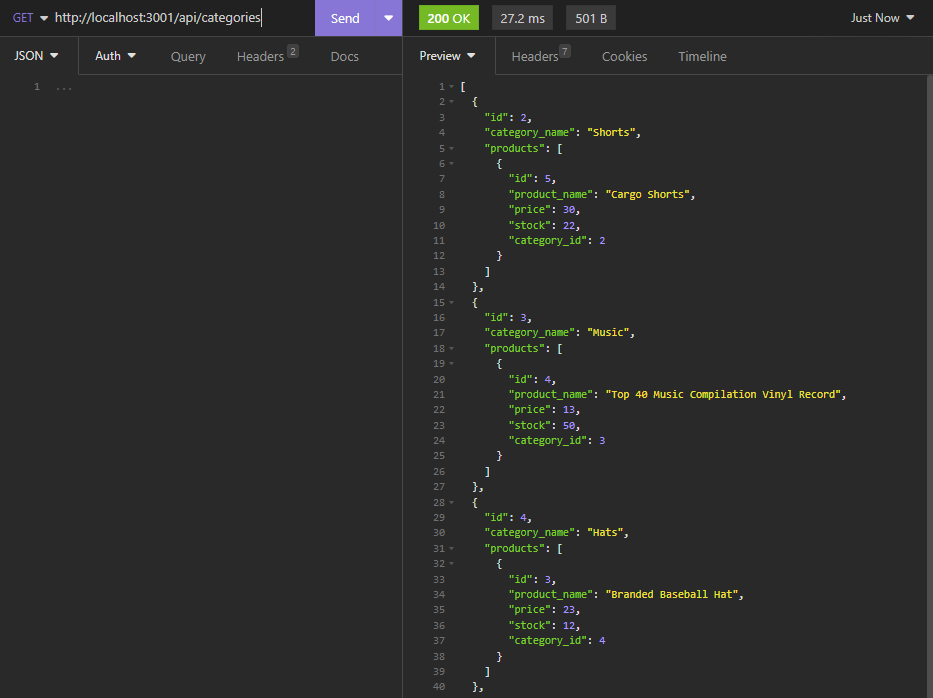 GET http://localhost:3001/api/categories Send 200 OK 27.2 ms 501 B Just Now
JSON Auth Query Headers 2 Docs Preview Headers 7 Cookies Timeline
1 ...
1 [
2 {
3 "id": 2,
4 "category_name": "Shorts",
5 "products": [
6 {
7 "id": 5,
8 "product_name": "Cargo Shorts",
9 "price": 30,
10 "stock": 22,
11 "category_id": 2
12 }
13 ]
14 },
15 {
16 "id": 3,
17 "category_name": "Music",
18 "products": [
19 {
20 "id": 4,
21 "product_name": "Top 40 Music Compilation Vinyl Record",
22 "price": 13,
23 "stock": 50,
24 "category_id": 3
25 }
26 ]
27 },
28 {
29 "id": 4,
30 "category_name": "Hats",
31 "products": [
32 {
33 "id": 3,
34 "product_name": "Branded Baseball Hat",
35 "price": 23,
36 "stock": 12,
37 "category_id": 4
38 }
39 ]
40 },